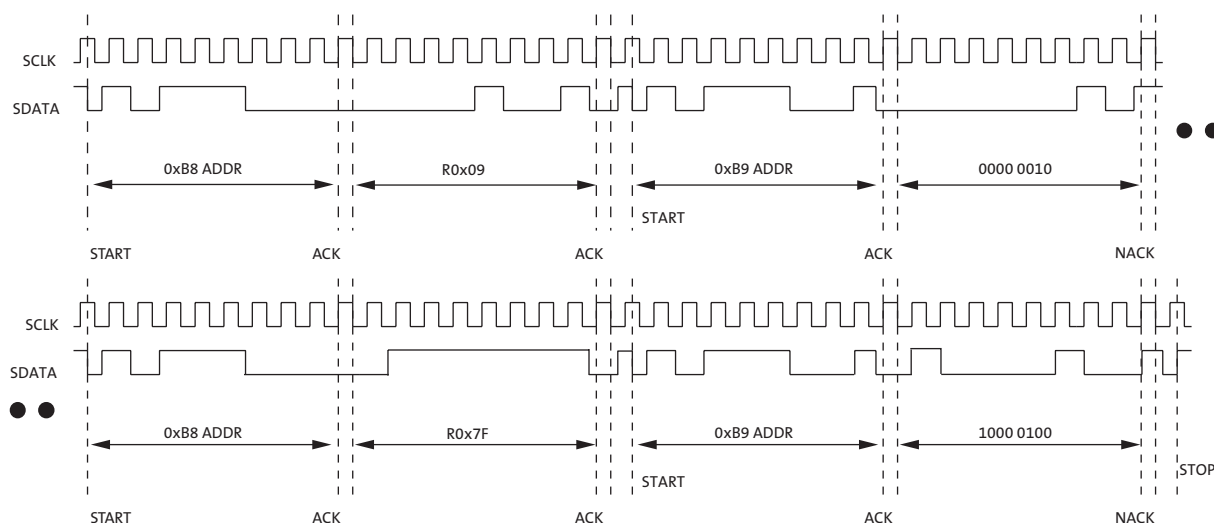 SCLK
SDATA
0xB8 ADDR
R0x09
0xB9 ADDR
0000 0010
START
START
ACK
ACK
ACK
NACK
SCLK
SDATA
0xB8 ADDR
R0x7F
0xB9 ADDR
1000 0100
STOP
START
START
ACK
ACK
ACK
NACK